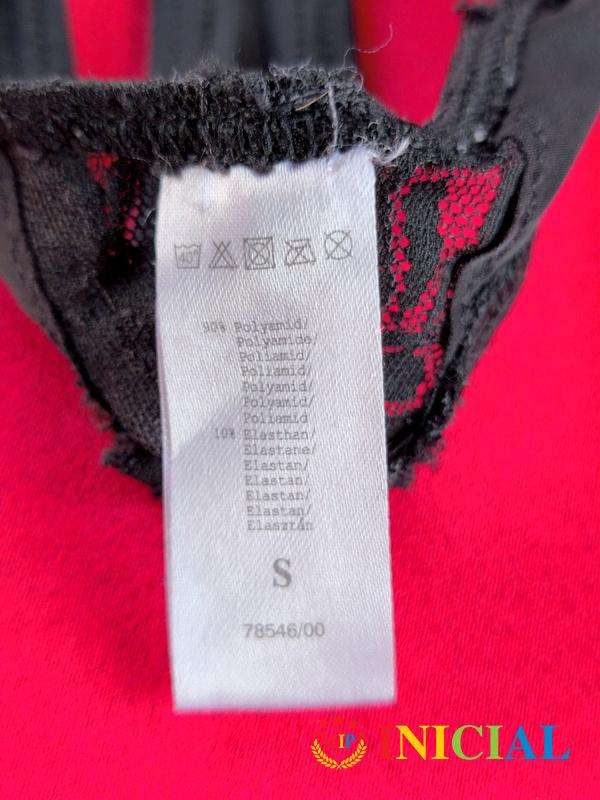 40°
90% Polyamid/
Polyamide/
Poliamid/
Poliamid/
Polyamid/
Polyamid/
Poliamid
10% Elasthan/
Elastane/
Elastan/
Elastan/
Elastan/
Elastan/
Elasztán
S
78546/00
IP INICIAL